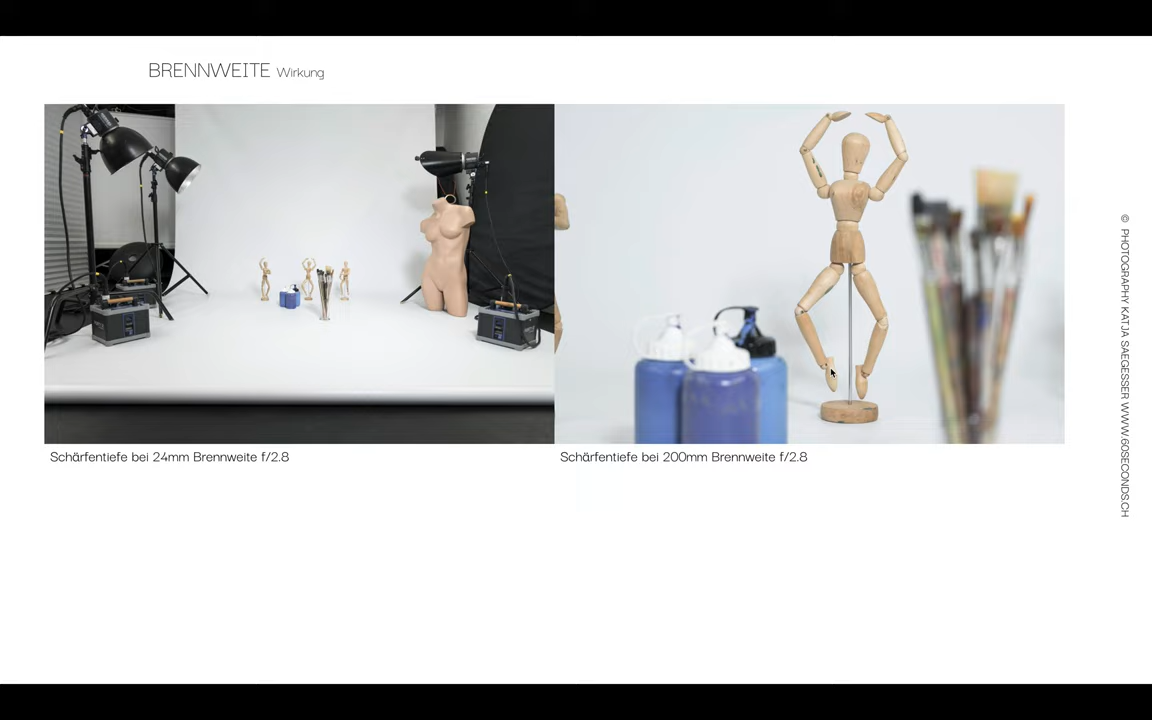 BRENNWEITE Wirkung
Schärfentiefe bei 24mm Brennweite f/2.8
Schärfentiefe bei 200mm Brennweite f/2.8
© PHOTOGRAPHY KATJA SAEGESSER WWW.60SECONDS.CH